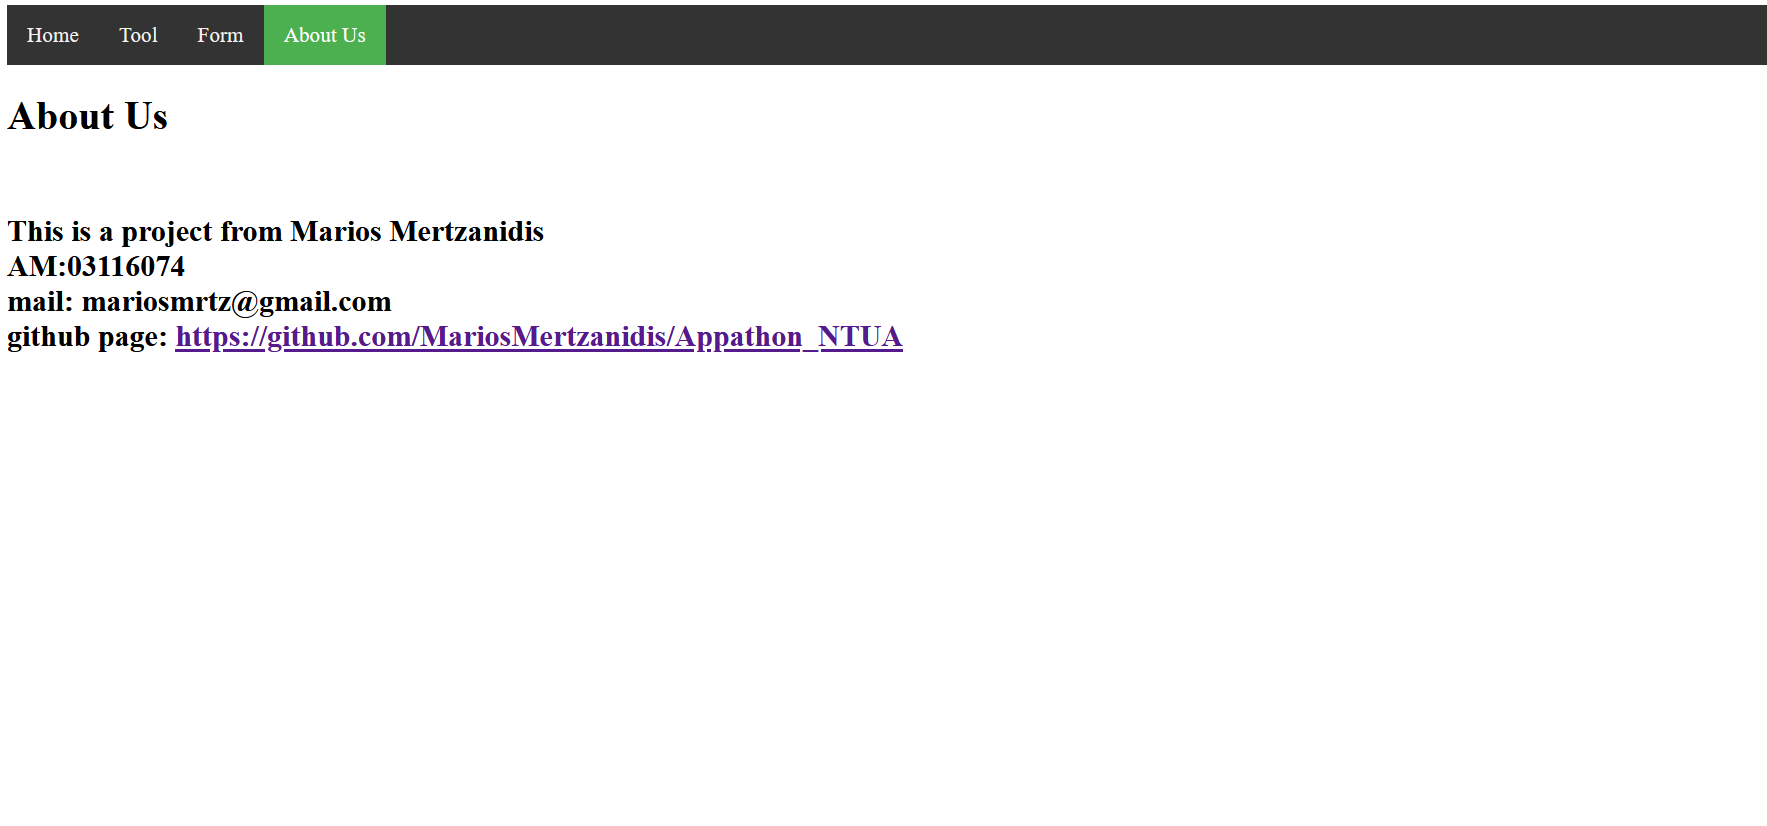 Home Tool Form About Us
About Us
This is a project from Marios Mertzanidis
AM:03116074
mail: mariosmrtz@gmail.com
github page: https://github.com/MariosMertzanidis/Appathon_NTUA